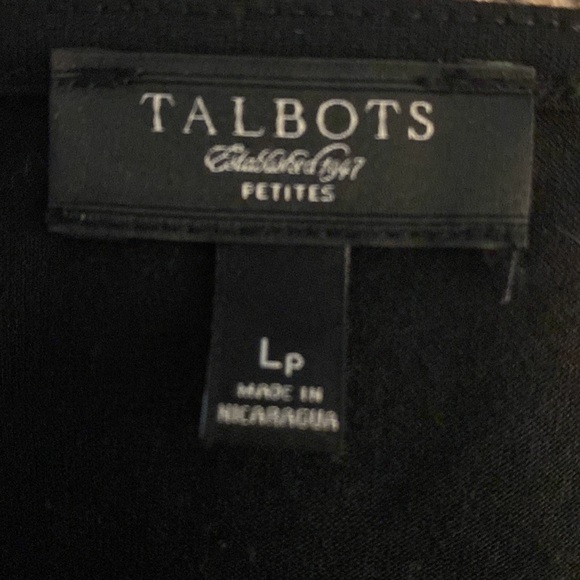 TALBOTS
Established 1947
PETITES
Lp
MADE IN
NICARAGUA